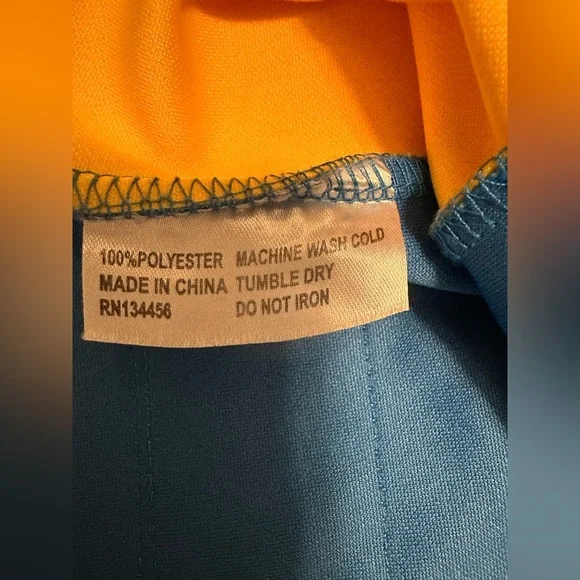 100%POLYESTER MACHINE WASH COLD
MADE IN CHINA TUMBLE DRY
RN134456 DO NOT IRON